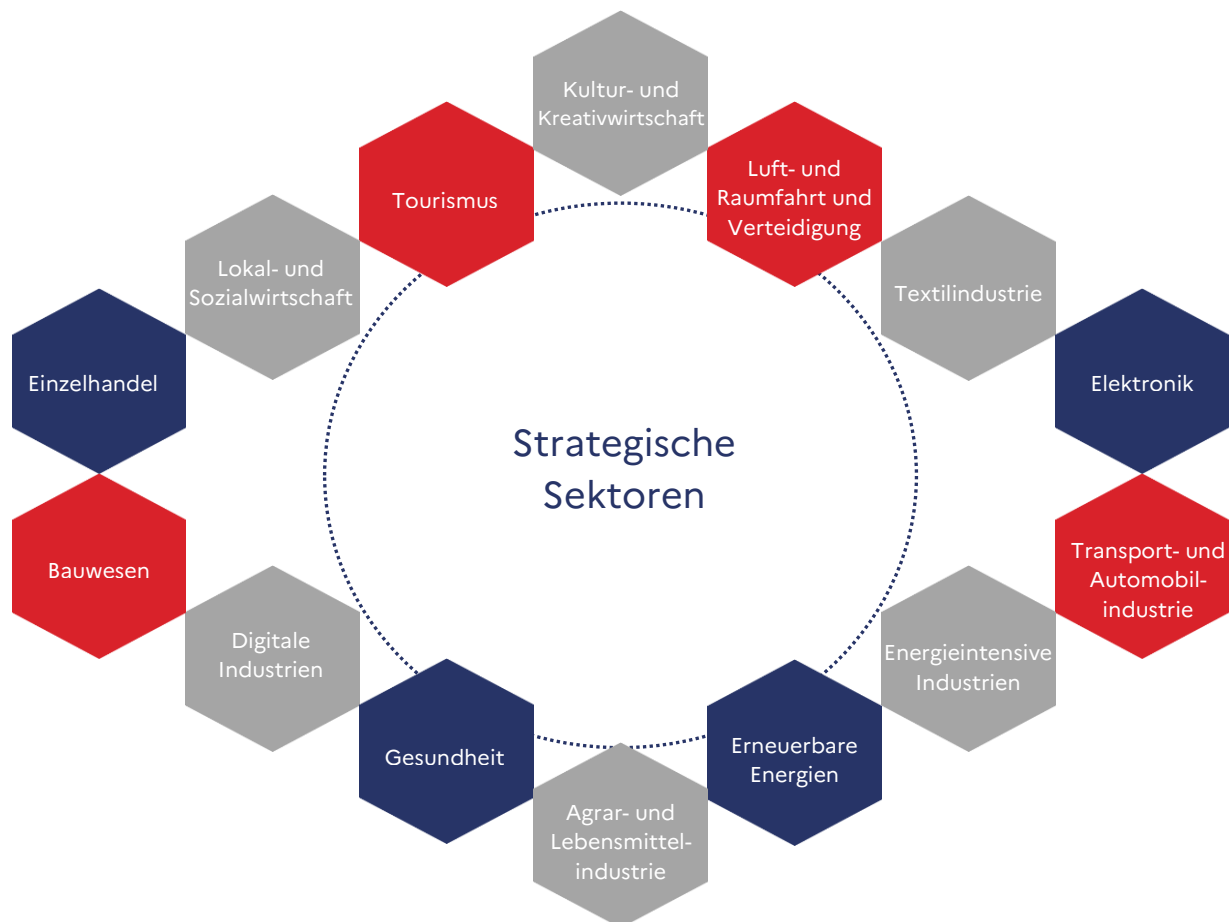 Kultur- und
Kreativwirtschaft
Tourismus
Luft- und
Raumfahrt und
Verteidigung
Lokal- und
Sozialwirtschaft
Textilindustrie
Einzelhandel
Elektronik
Strategische
Sektoren
Bauwesen
Transport- und
Automobil-
industrie
Digitale
Industrien
Energieintensive
Industrien
Gesundheit
Erneuerbare
Energien
Agrar- und
Lebensmittel-
industrie